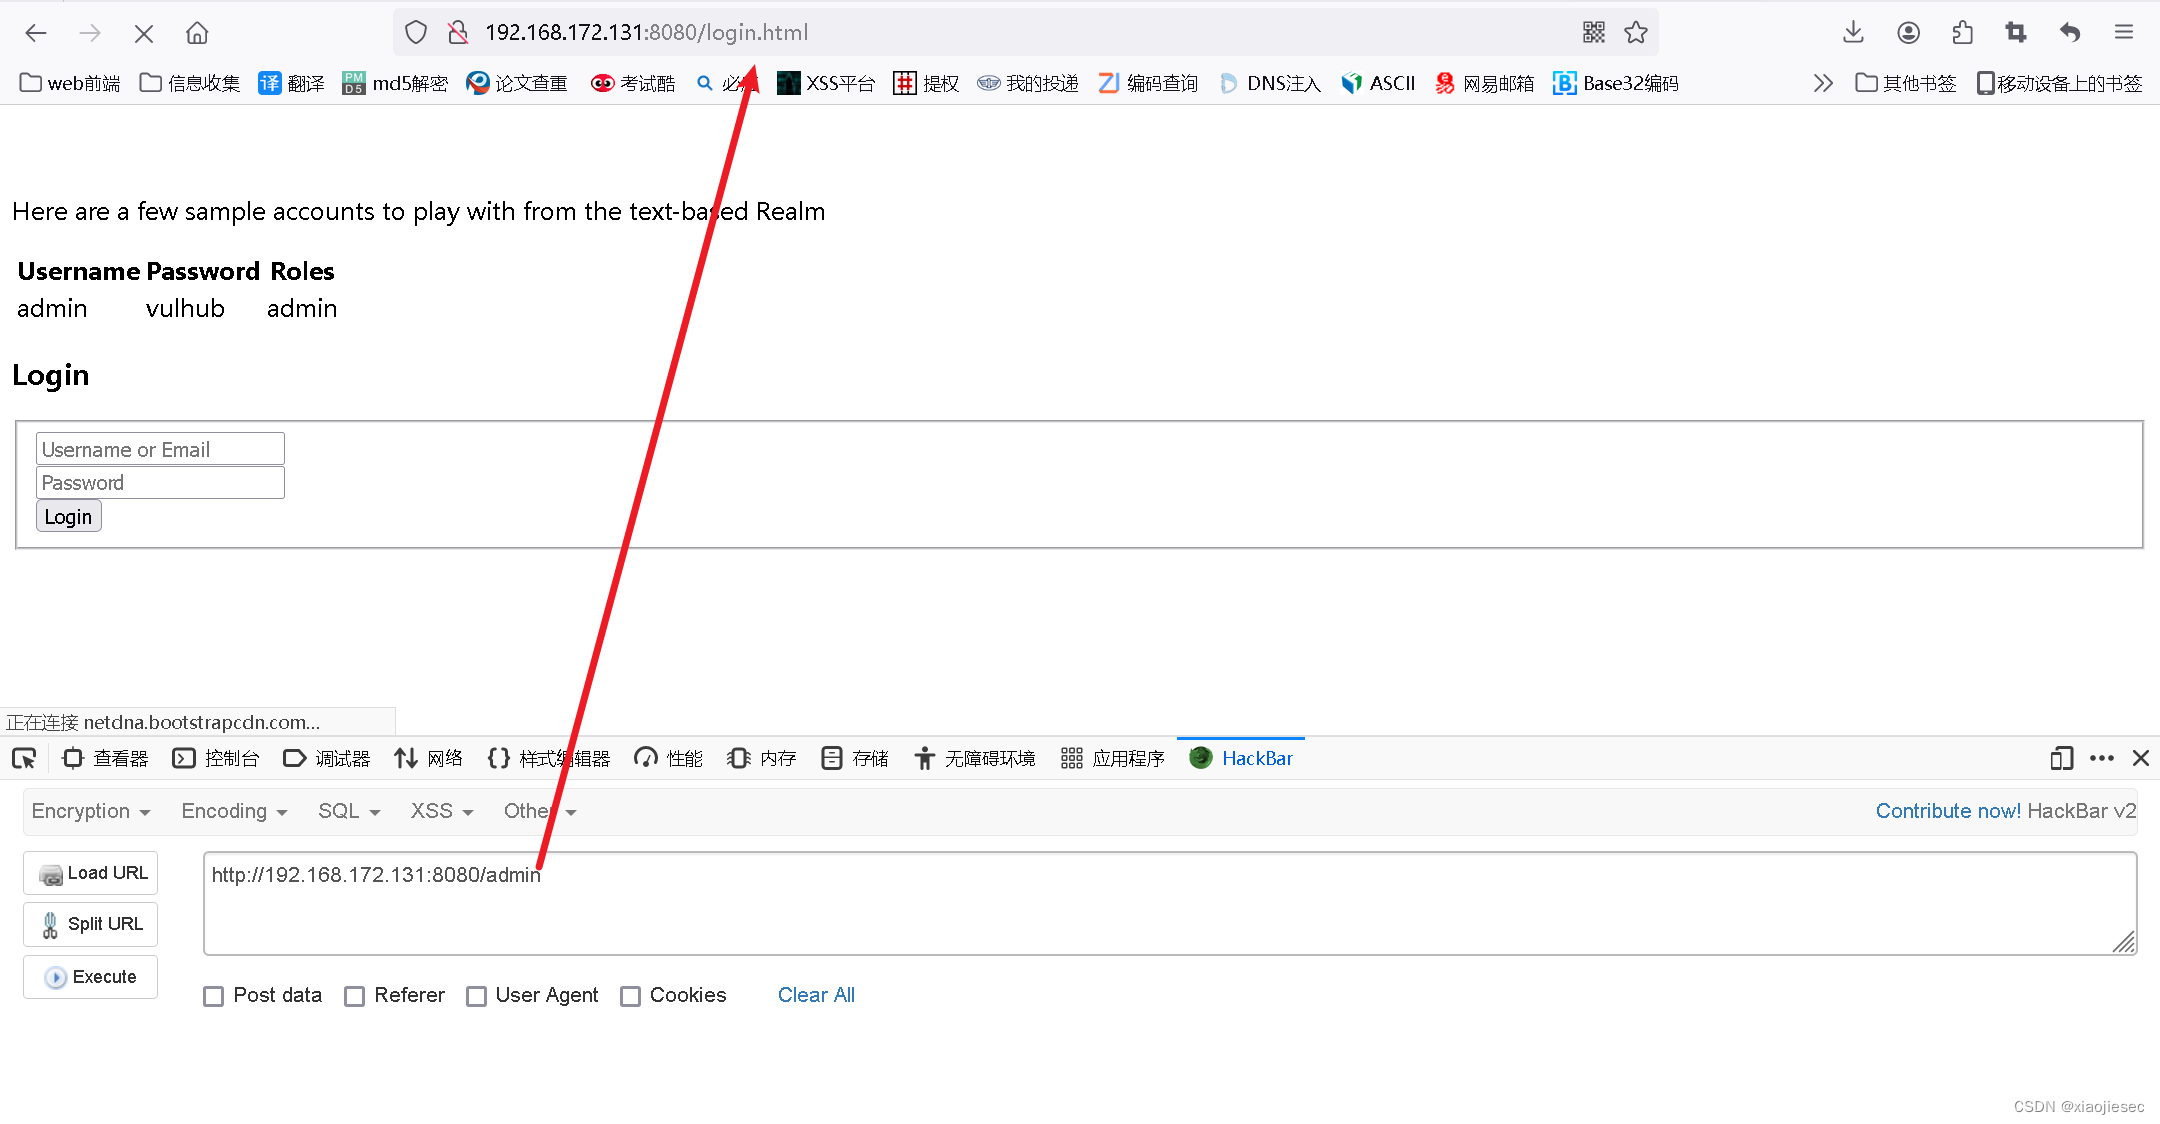 192.168.172.131:8080/login.html
web前端 信息收集 译 翻译 PM D5 md5解密 论文查重 考试酷 XSS平台 提权 我的投递 ZI 编码查询 DNS注入 ASCII 网易邮箱 Base32编码 其他书签 移动设备上的书签
Here are a few sample accounts to play with from the text-based Realm
Username Password Roles
admin vulhub admin
Login
Username or Email
Password
Login
正在连接 netdna.bootstrapcdn.com...
查看器 控制台 调试器 网络 样式编辑器 性能 内存 存储 无障碍环境 应用程序 HackBar
Encryption Encoding SQL XSS Other Contribute now! HackBar v2
Load URL http://192.168.172.131:8080/admin
Split URL
Execute
Post data Referer User Agent Cookies Clear All
CSDN @xiaojiesec